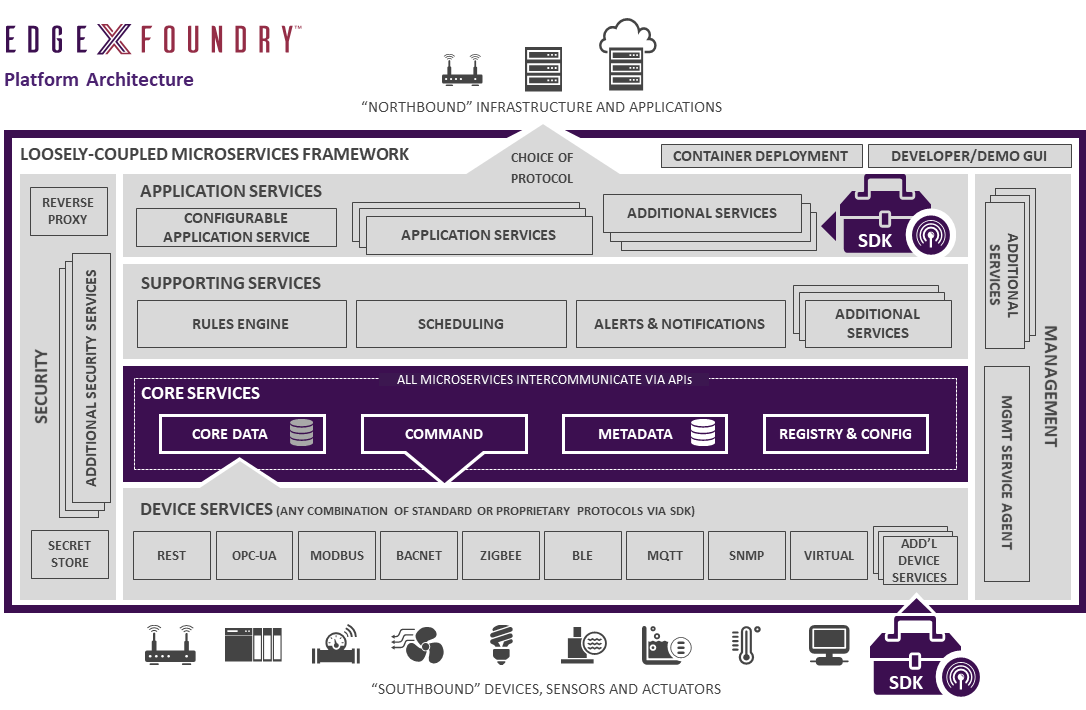 EDGE X FOUNDRY™
Platform Architecture
“NORTHBOUND” INFRASTRUCTURE AND APPLICATIONS
LOOSELY-COUPLED MICROSERVICES FRAMEWORK
CHOICE OF
PROTOCOL
CONTAINER DEPLOYMENT
DEVELOPER/DEMO GUI
REVERSE
PROXY
SECURITY
ADDITIONAL SECURITY SERVICES
SECRET
STORE
APPLICATION SERVICES
CONFIGURABLE
APPLICATION SERVICE
APPLICATION SERVICES
ADDITIONAL SERVICES
SDK
SUPPORTING SERVICES
RULES ENGINE
SCHEDULING
ALERTS & NOTIFICATIONS
ADDITIONAL
SERVICES
ALL MICROSERVICES INTERCOMMUNICATE VIA APIs
CORE SERVICES
CORE DATA
COMMAND
METADATA
REGISTRY & CONFIG
DEVICE SERVICES (ANY COMBINATION OF STANDARD OR PROPRIETARY PROTOCOLS VIA SDK)
REST
OPC-UA
MODBUS
BACNET
ZIGBEE
BLE
MQTT
SNMP
VIRTUAL
ADD’L
DEVICE
SERVICES
ADDITIONAL
SERVICES
MANAGEMENT
MGMT SERVICE AGENT
SDK
“SOUTHBOUND” DEVICES, SENSORS AND ACTUATORS